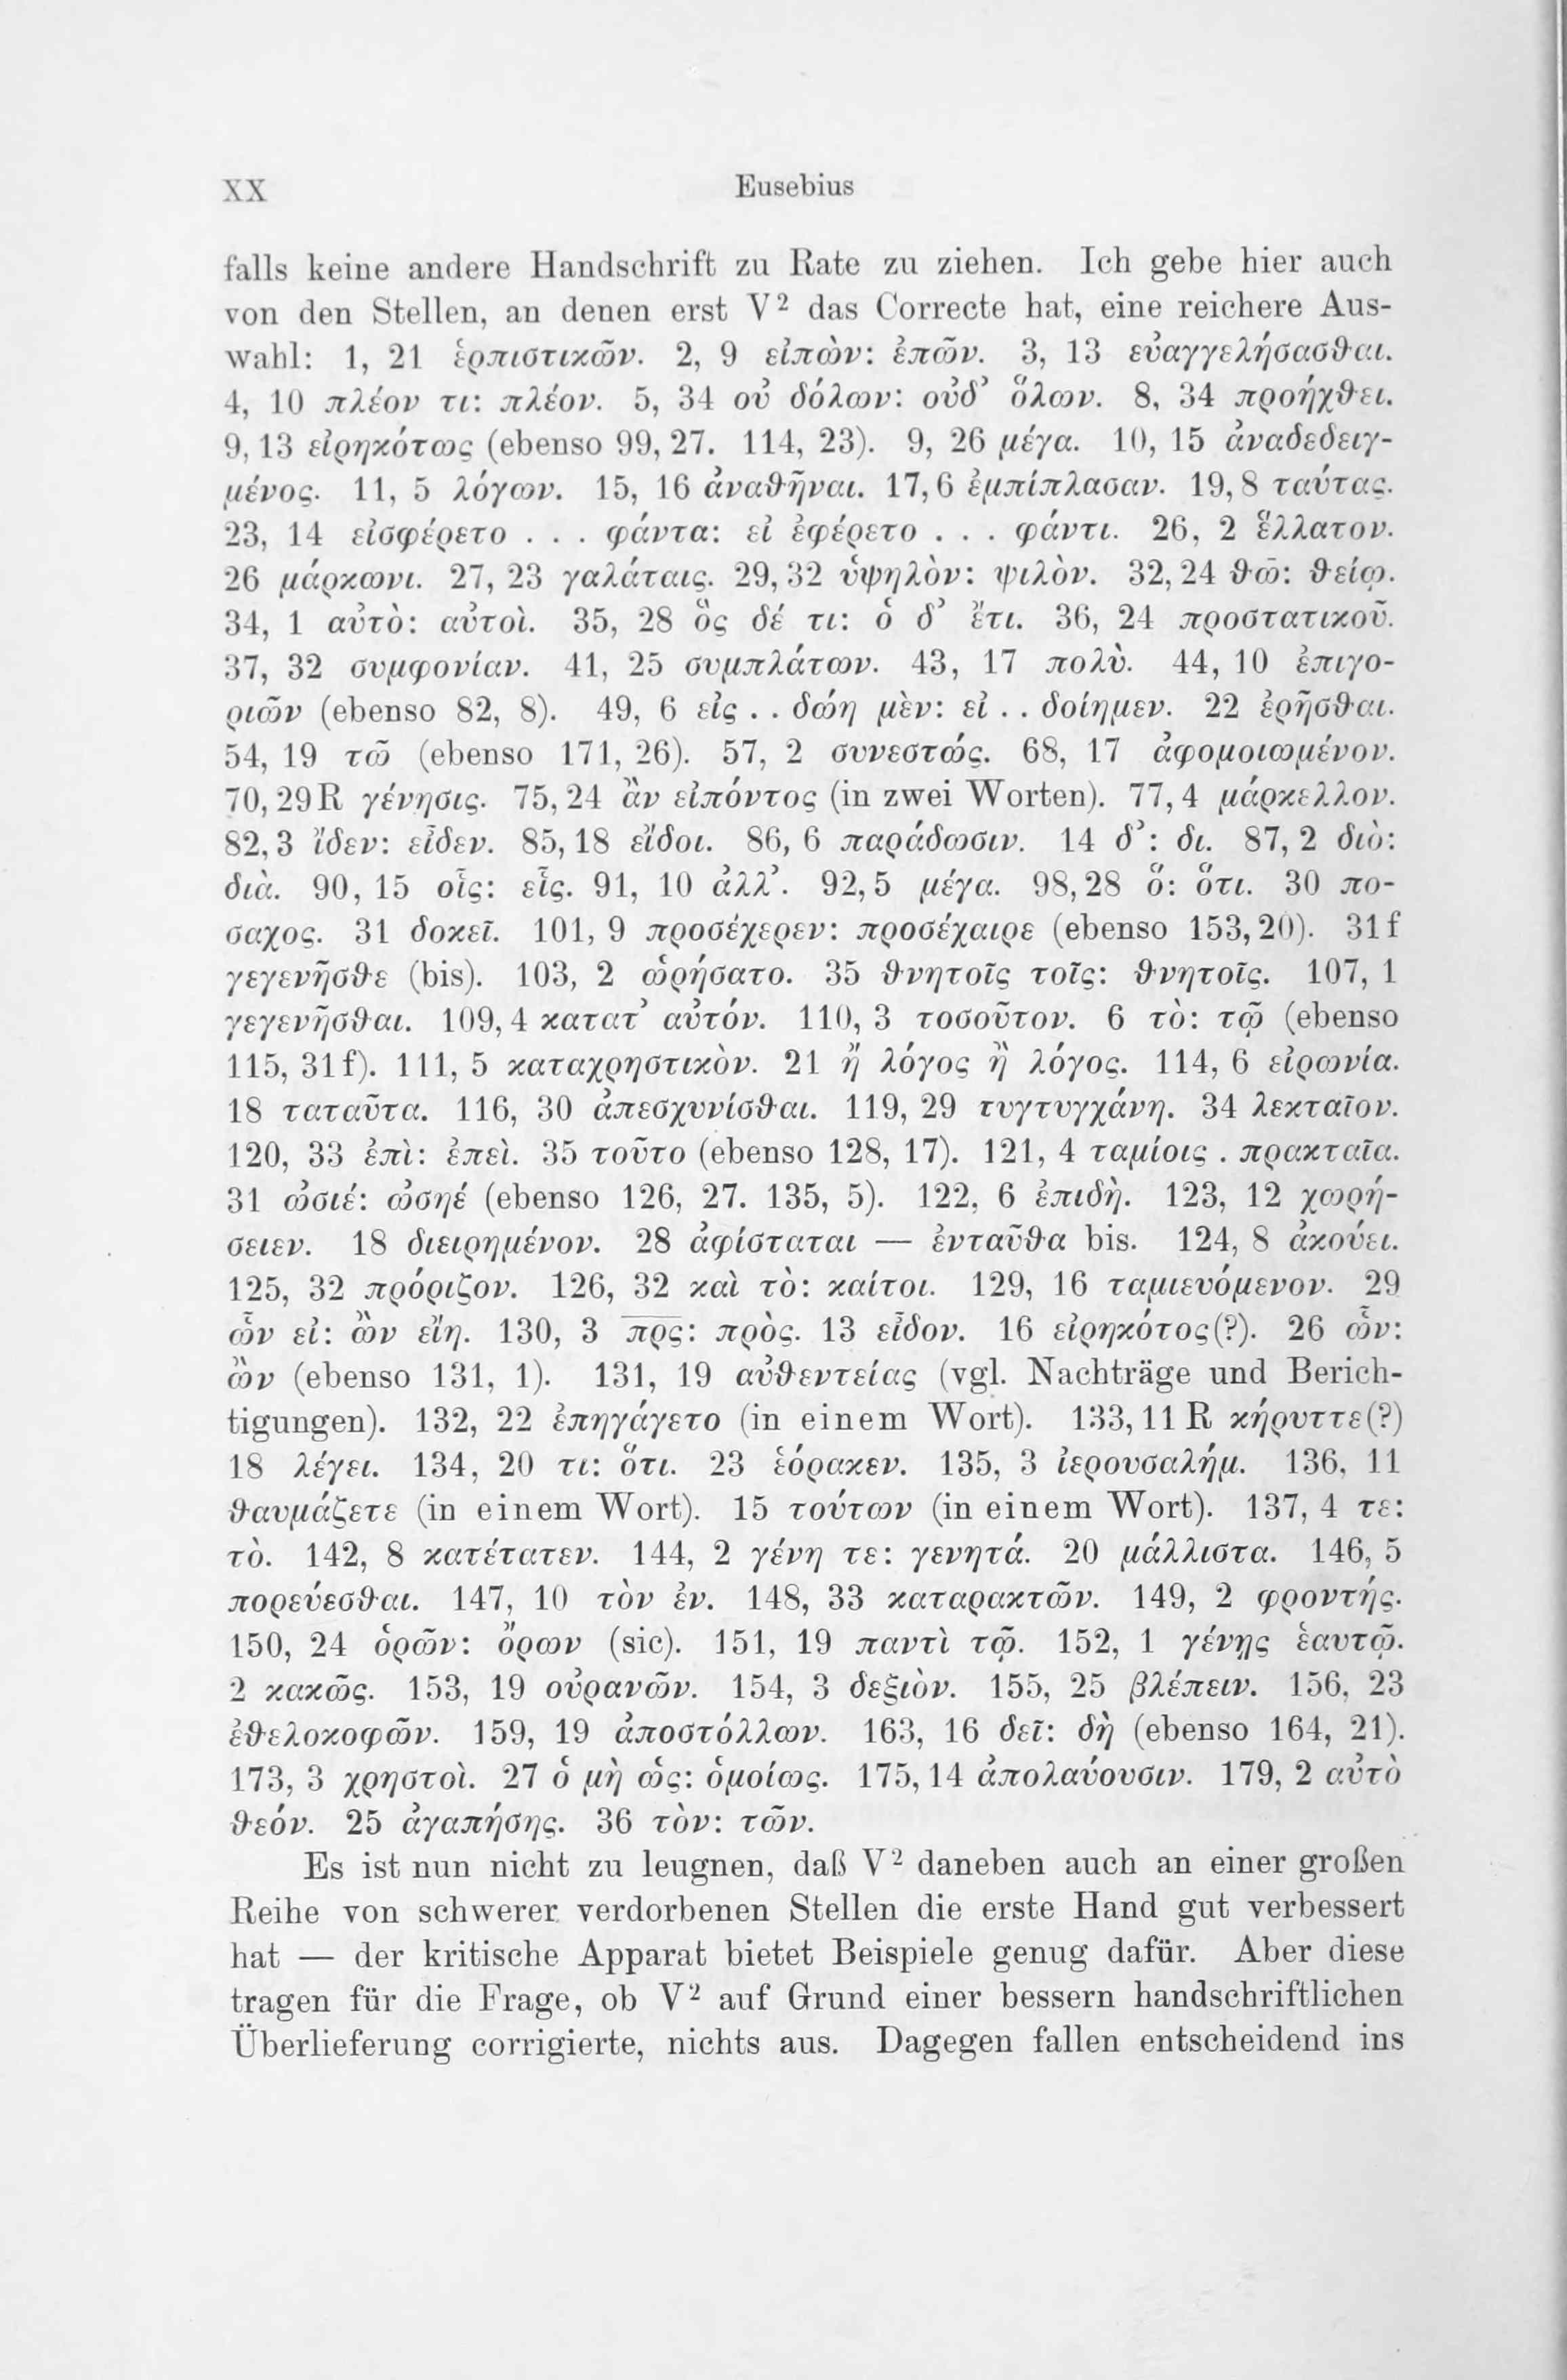 XX Eusebius
falls keine andere Handschrift zu Rate zu ziehen. Ich gebe hier auch
von den Stellen, an denen erst V² das Correcte hat, eine reichere Aus-
wahl: 1, 21 ἑρπιστικῶν. 2, 9 εἰπὼν: ἐπῶν. 3, 13 εὐαγγελήσασθαι.
4, 10 πλέον τι: πλέον. 5, 34 οὐ δόλων: οὐδ’ ὅλων. 8, 34 προήχθει.
9, 13 εἰρηκότως (ebenso 99, 27. 114, 23). 9, 26 μέγα. 10, 15 ἀναδεδειγ-
μένος. 11, 5 λόγων. 15, 16 ἀναθῆναι. 17, 6 ἐμπίπλασαν. 19, 8 ταύτας.
23, 14 εἰσφέρετο . . . φάντα: εἰ ἐφέρετο . . . φάντι. 26, 2 ἕλλατον.
26 μάρκωνι. 27, 23 γαλάταις. 29, 32 ὑψηλὸν: ψιλὸν. 32, 24 θῶ: θείῳ.
34, 1 αὐτὸ: αὐτοὶ. 35, 28 ὃς δέ τι: ὁ δ’ ἔτι. 36, 24 προστατικοῦ.
37, 32 συμφονίαν. 41, 25 συμπλάτων. 43, 17 πολὺ. 44, 10 ἐπιγο-
ριῶν (ebenso 82, 8). 49, 6 εἰς . . δώη μὲν: εἰ . . δοίημεν. 22 ἐρῆσθαι.
54, 19 τῶ (ebenso 171, 26). 57, 2 συνεστώς. 68, 17 ἀφομοιωμένον.
70, 29 R γένησις. 75, 24 ἂν εἰπόντος (in zwei Worten). 77, 4 μάρκελλον.
82, 3 ἴδεν: εἶδεν. 85, 18 εἴδοι. 86, 6 παράδωσιν. 14 δ’: δι. 87, 2 διὸ:
διὰ. 90, 15 οἷς: εἷς. 91, 10 ἀλλ’. 92, 5 μέγα. 98, 28 ὅ: ὅτι. 30 πο-
σαχος. 31 δοκεῖ. 101, 9 προσέχερεν: προσέχαιρε (ebenso 153, 20). 31 f
γεγενῆσθε (bis). 103, 2 ὡρήσατο. 35 θνητοῖς τοῖς: θνητοῖς. 107, 1
γεγενῆσθαι. 109, 4 κατατ’ αὐτόν. 110, 3 τοσοῦτον. 6 τὸ: τῷ (ebenso
115, 31 f). 111, 5 καταχρηστικὸν. 21 ἤ λόγος ἢ λόγος. 114, 6 εἰρωνία.
18 ταταῦτα. 116, 30 ἀπεσχυνίσθαι. 119, 29 τυγτυγχάνη. 34 λεκταῖον.
120, 33 ἐπὶ: ἐπεὶ. 35 τοῦτο (ebenso 128, 17). 121, 4 ταμίοις . πρακταῖα.
31 ὡσιέ: ὡσηέ (ebenso 126, 27. 135, 5). 122, 6 ἐπιδὴ. 123, 12 χωρή-
σειεν. 18 διειρημένον. 28 ἀφίσταται — ἐνταῦθα bis. 124, 8 ἀκούει.
125, 32 πρόριζον. 126, 32 καὶ τὸ: καίτοι. 129, 16 ταμιευόμενον. 29
ὧν εἰ: ὢν εἴη. 130, 3 π̅ρ̅ς̅: πρὸς. 13 εἶδον. 16 εἰρηκότος(?). 26 ὧν:
ὢν (ebenso 131, 1). 131, 19 αὐθεντείας (vgl. Nachträge und Berich-
tigungen). 132, 22 ἐπηγάγετο (in einem Wort). 133, 11 R κήρυττε(?)
18 λέγει. 134, 20 τι: ὅτι. 23 ἑόρακεν. 135, 3 ἱερουσαλήμ. 136, 11
θαυμάζετε (in einem Wort). 15 τούτων (in einem Wort). 137, 4 τε:
τὸ. 142, 8 κατέτατεν. 144, 2 γένη τε: γενητά. 20 μάλλιστα. 146, 5
πορεύεσθαι. 147, 10 τὸν ἐν. 148, 33 καταρακτῶν. 149, 2 φροντής.
150, 24 ὁρῶν: ὅρων (sic). 151, 19 παντὶ τῷ. 152, 1 γένῃς ἑαυτῷ.
2 κακῶς. 153, 19 οὐρανῶν. 154, 3 δεξιὸν. 155, 25 βλέπειν. 156, 23
ἐθελοκοφῶν. 159, 19 ἀποστόλλων. 163, 16 δεῖ: δὴ (ebenso 164, 21).
173, 3 χρηστοὶ. 27 ὁ μὴ ὡς: ὁμοίως. 175, 14 ἀπολαύουσιν. 179, 2 αὐτὸ
θεόν. 25 ἀγαπήσης. 36 τὸν: τῶν.
Es ist nun nicht zu leugnen, daß V² daneben auch an einer großen
Reihe von schwerer verdorbenen Stellen die erste Hand gut verbessert
hat — der kritische Apparat bietet Beispiele genug dafür. Aber diese
tragen für die Frage, ob V² auf Grund einer bessern handschriftlichen
Überlieferung corrigierte, nichts aus. Dagegen fallen entscheidend ins